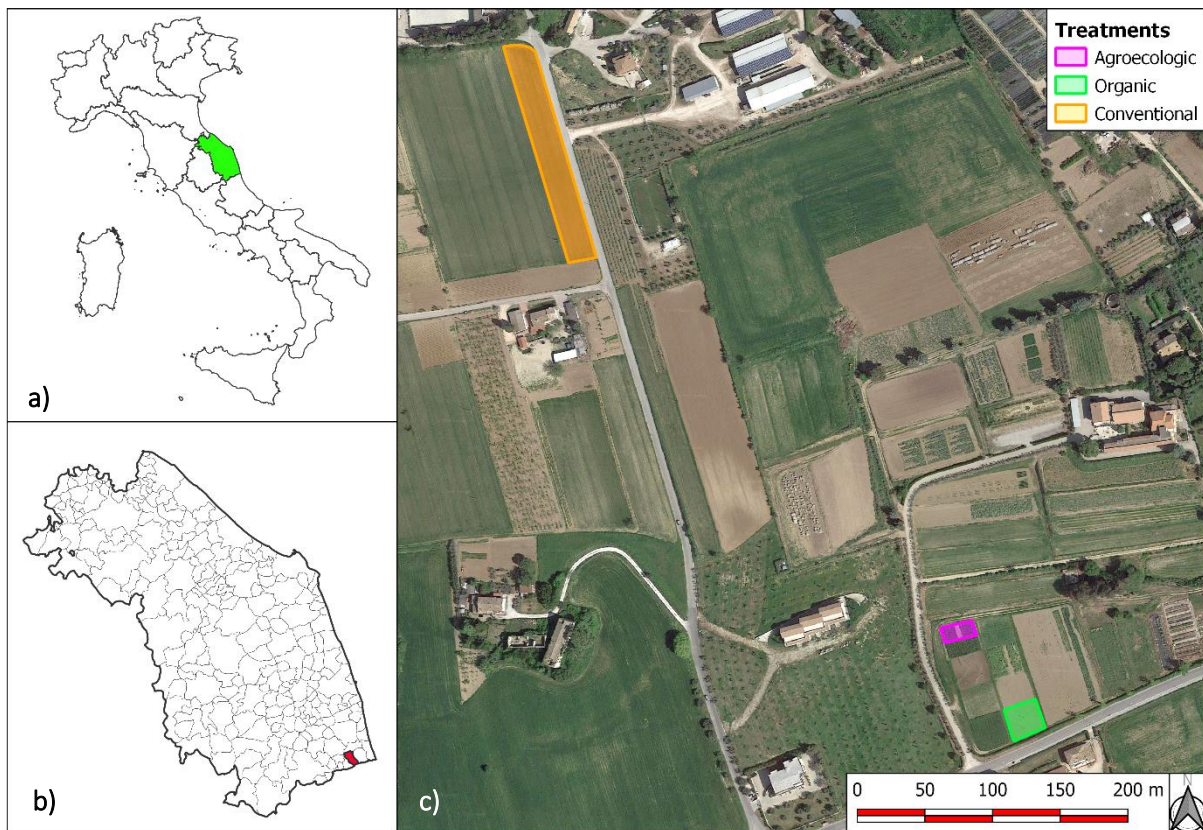 a)
b)
c)
Treatments
Agroecologic
Organic
Conventional
0 50 100 150 200 m
N